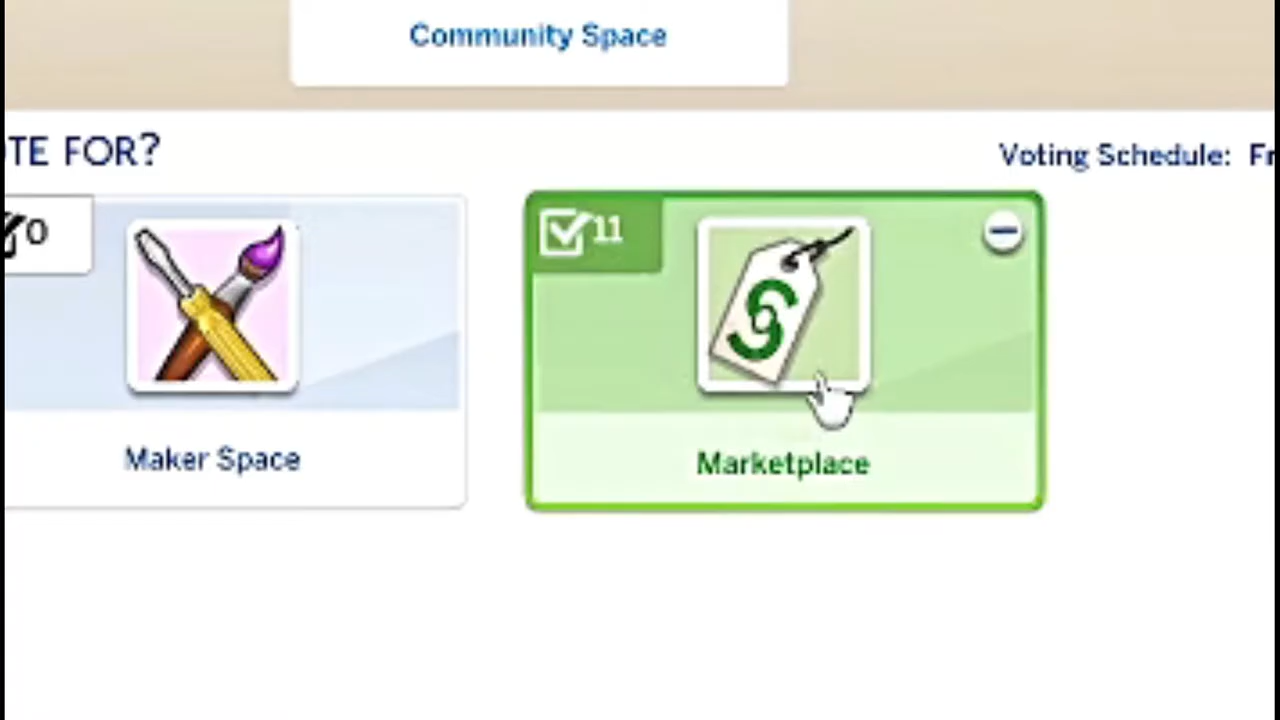 Community Space
TE FOR?
Voting Schedule: Fr
0
11
Maker Space
Marketplace